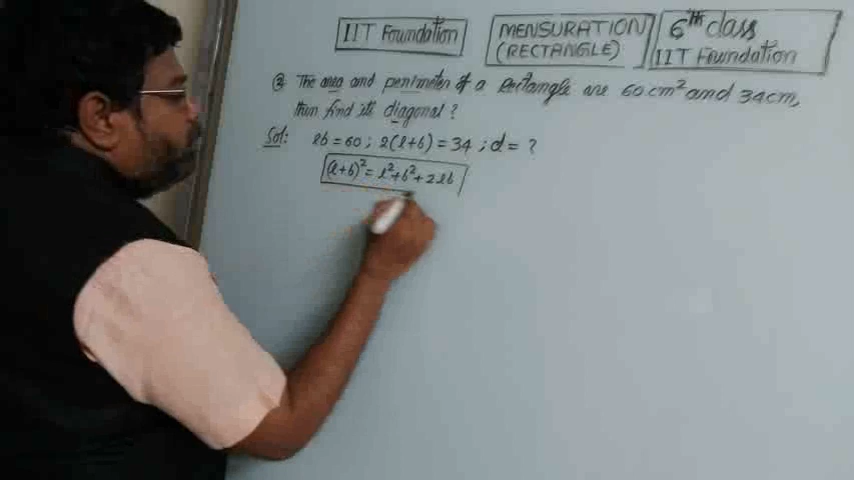 IIT Foundation
MENSURATION
(RECTANGLE)
6th class
IIT Foundation
Q The area and perimeter of a Rectangle are 60 cm² and 34 cm,
then find its diagonal?
Sol: lb = 60 ; 2(l+b) = 34 ; d = ?
(l+b)² = l²+b²+2lb